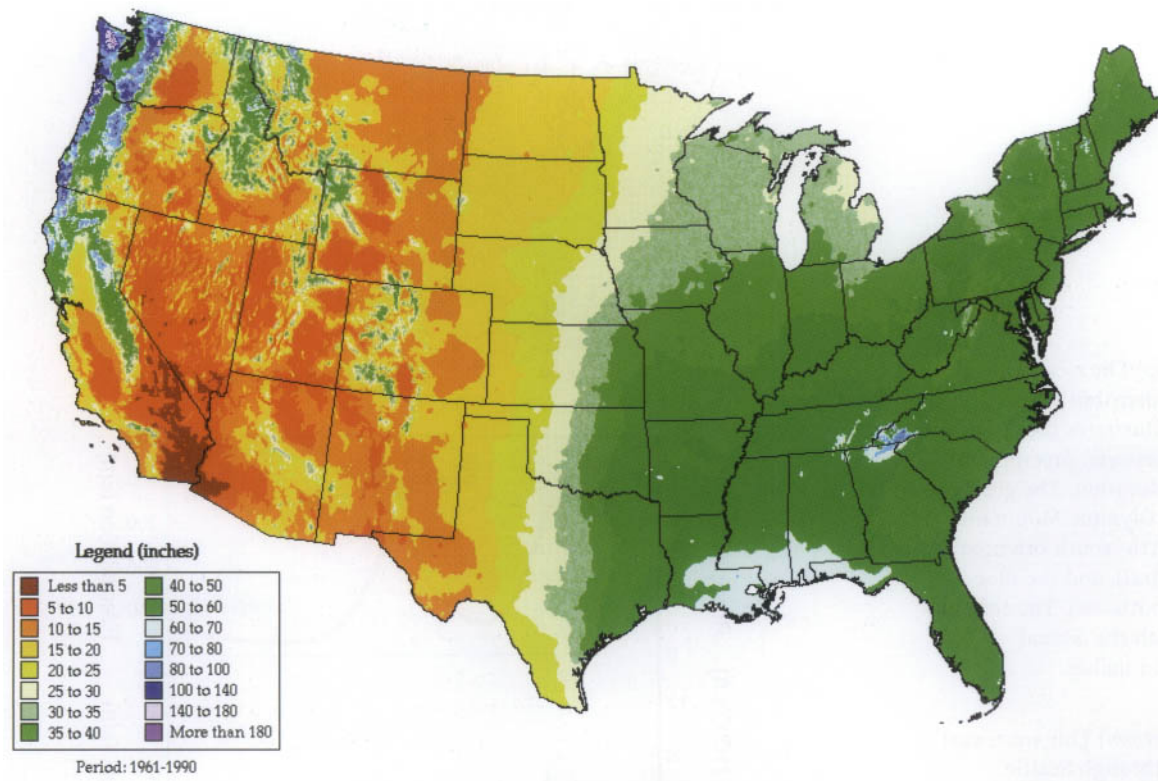 Legend (inches)
Less than 5
5 to 10
10 to 15
15 to 20
20 to 25
25 to 30
30 to 35
35 to 40
40 to 50
50 to 60
60 to 70
70 to 80
80 to 100
100 to 140
140 to 180
More than 180
Period: 1961-1990